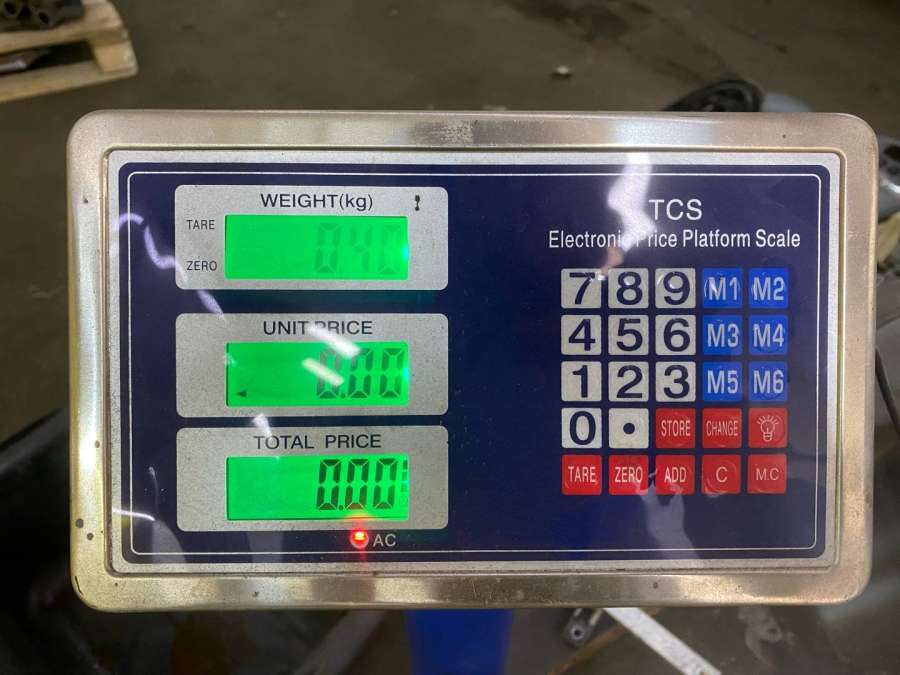 WEIGHT(kg)
TARE
0.40
ZERO
UNIT PRICE
0.00
TOTAL PRICE
0.00
AC
TCS
Electronic Price Platform Scale
7 8 9 M1 M2
4 5 6 M3 M4
1 2 3 M5 M6
0 . STORE CHANGE
TARE ZERO ADD C M.C